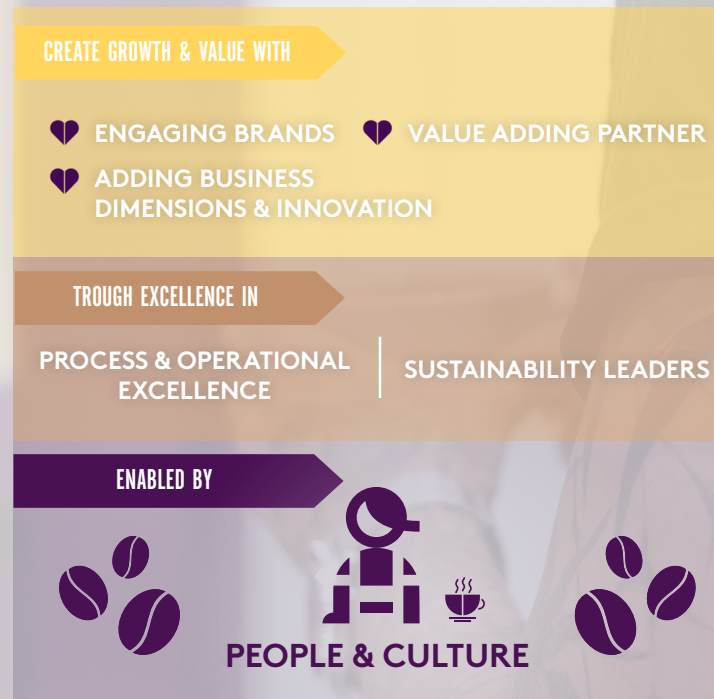 CREATE GROWTH & VALUE WITH
ENGAGING BRANDS
VALUE ADDING PARTNER
ADDING BUSINESS
DIMENSIONS & INNOVATION
TROUGH EXCELLENCE IN
PROCESS & OPERATIONAL
EXCELLENCE
SUSTAINABILITY LEADERS
ENABLED BY
PEOPLE & CULTURE